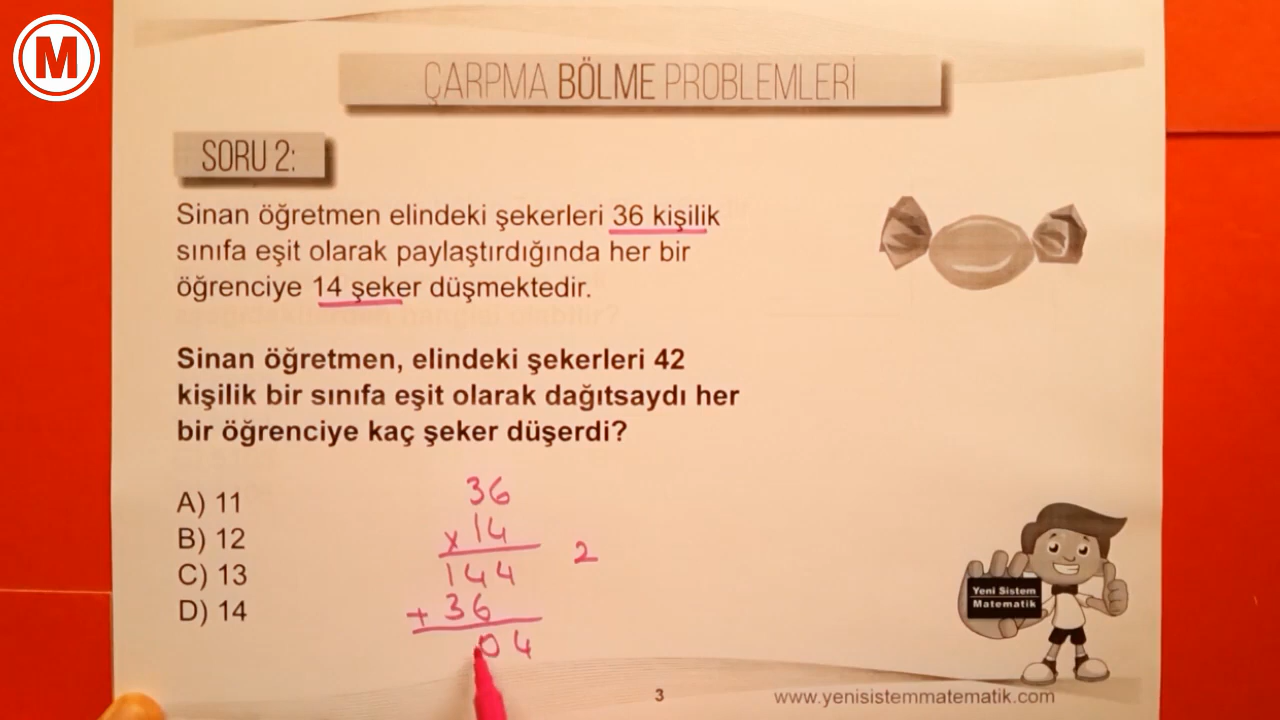 M
ÇARPMA BÖLME PROBLEMLERİ
SORU 2:
Sinan öğretmen elindeki şekerleri 36 kişilik
sınıfa eşit olarak paylaştırdığında her bir
öğrenciye 14 şeker düşmektedir.
Sinan öğretmen, elindeki şekerleri 42
kişilik bir sınıfa eşit olarak dağıtsaydı her
bir öğrenciye kaç şeker düşerdi?
A) 11
B) 12
C) 13
D) 14
36
x 14
2
144
+ 36
04
Yeni Sistem
Matematik
3
www.yenisistemmatematik.com